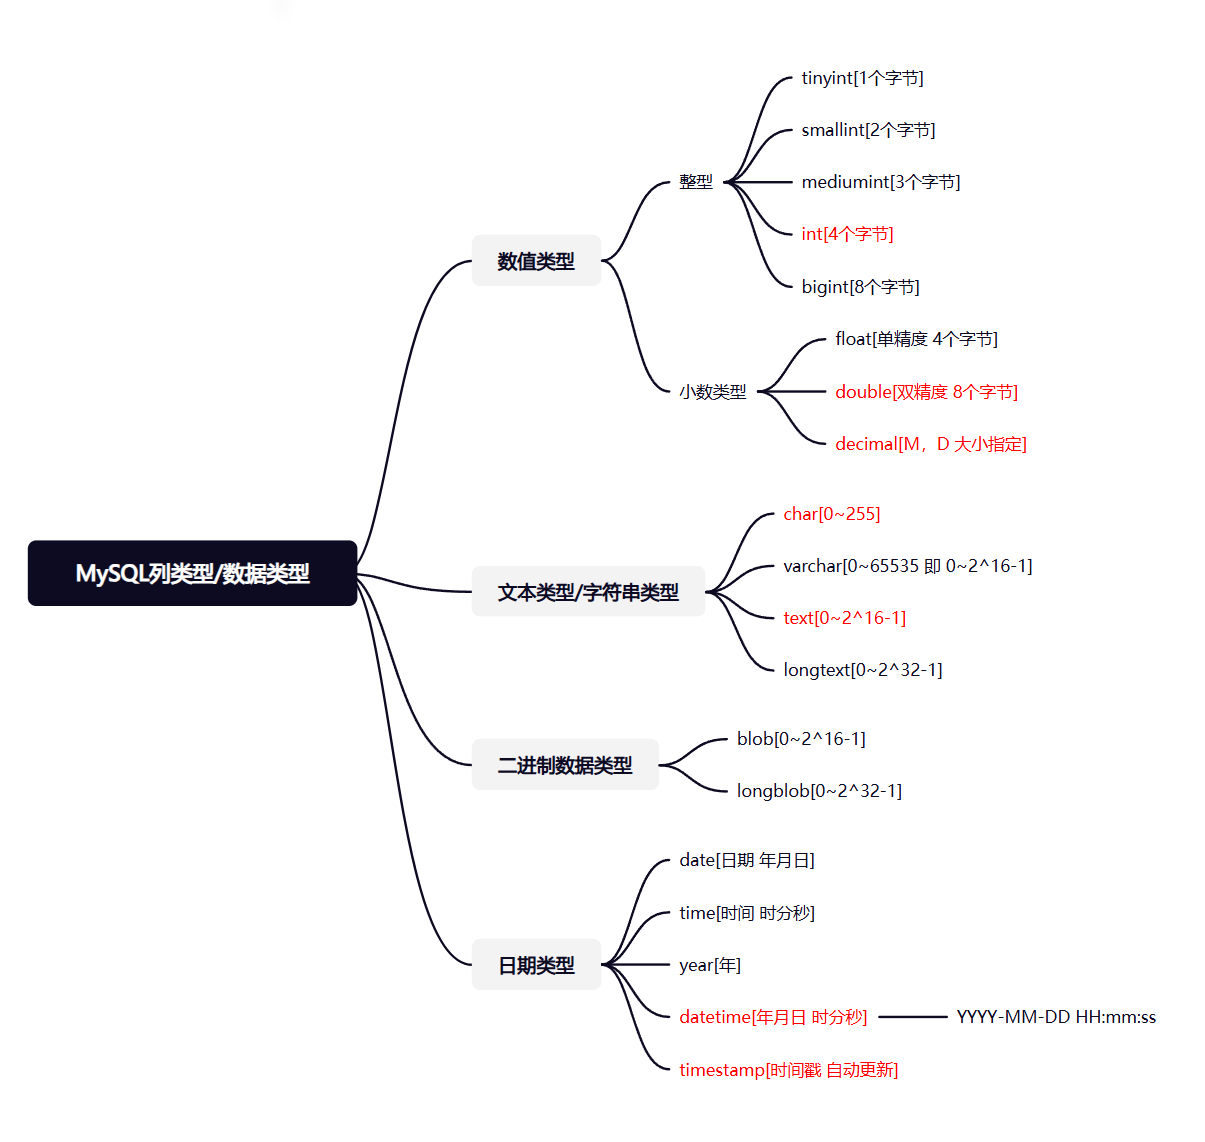 MySQL列类型/数据类型
数值类型
整型
tinyint[1个字节]
smallint[2个字节]
mediumint[3个字节]
int[4个字节]
bigint[8个字节]
小数类型
float[单精度 4个字节]
double[双精度 8个字节]
decimal[M，D 大小指定]
文本类型/字符串类型
char[0~255]
varchar[0~65535 即 0~2^16-1]
text[0~2^16-1]
longtext[0~2^32-1]
二进制数据类型
blob[0~2^16-1]
longblob[0~2^32-1]
日期类型
date[日期 年月日]
time[时间 时分秒]
year[年]
datetime[年月日 时分秒]
YYYY-MM-DD HH:mm:ss
timestamp[时间戳 自动更新]